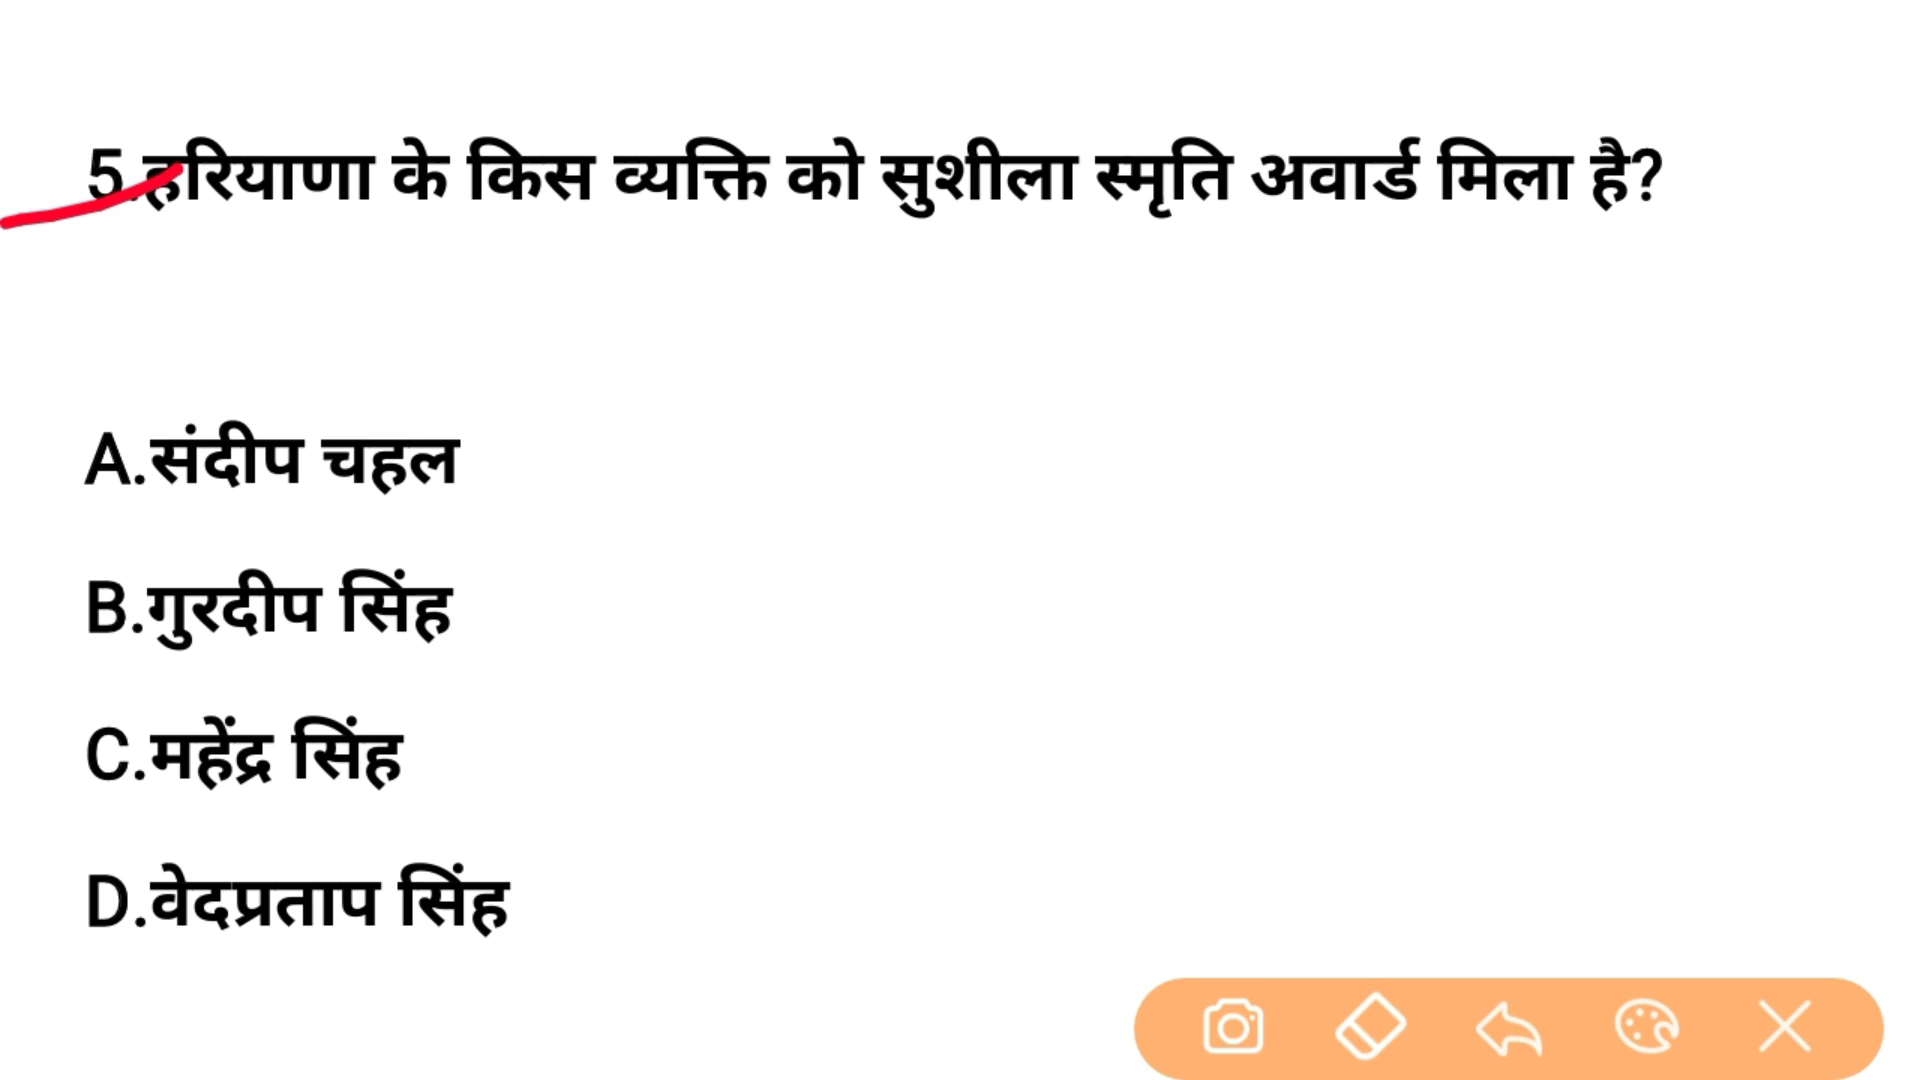 5.हरियाणा के किस व्यक्ति को सुशीला स्मृति अवार्ड मिला है?
A.संदीप चहल
B.गुरदीप सिंह
C.महेंद्र सिंह
D.वेदप्रताप सिंह